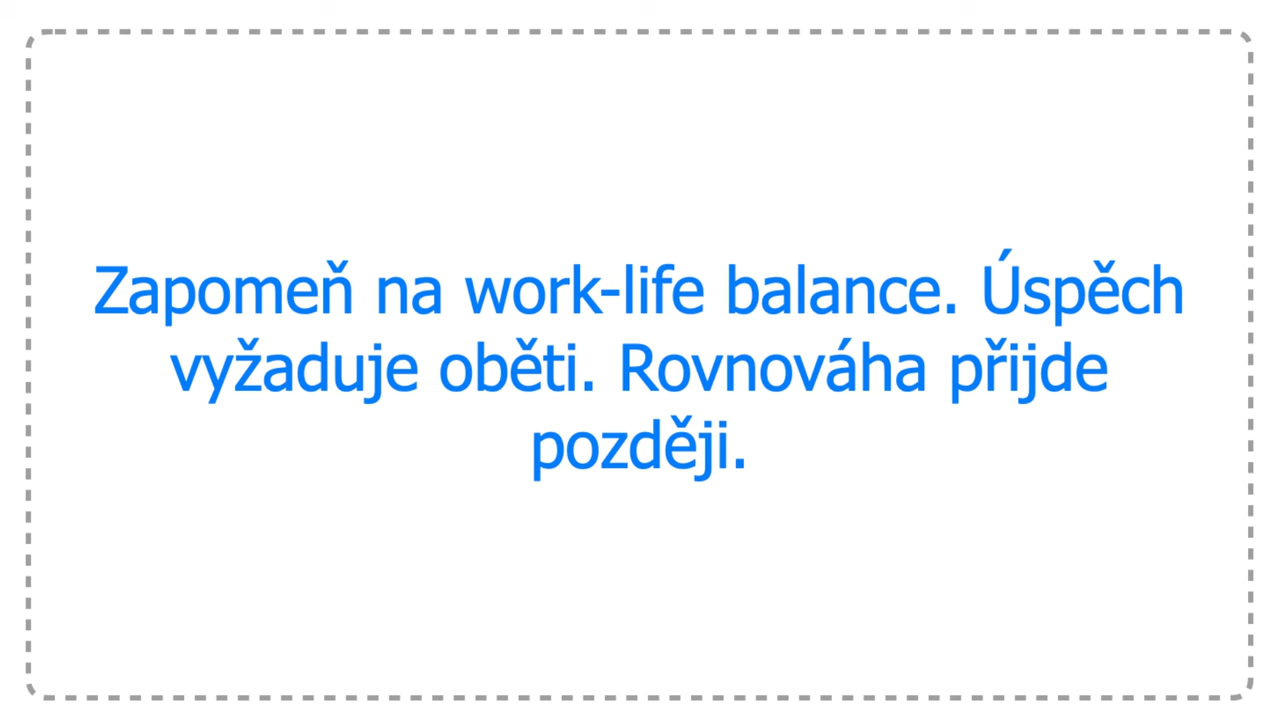 Zapomeň na work-life balance. Úspěch
vyžaduje oběti. Rovnováha přijde
později.